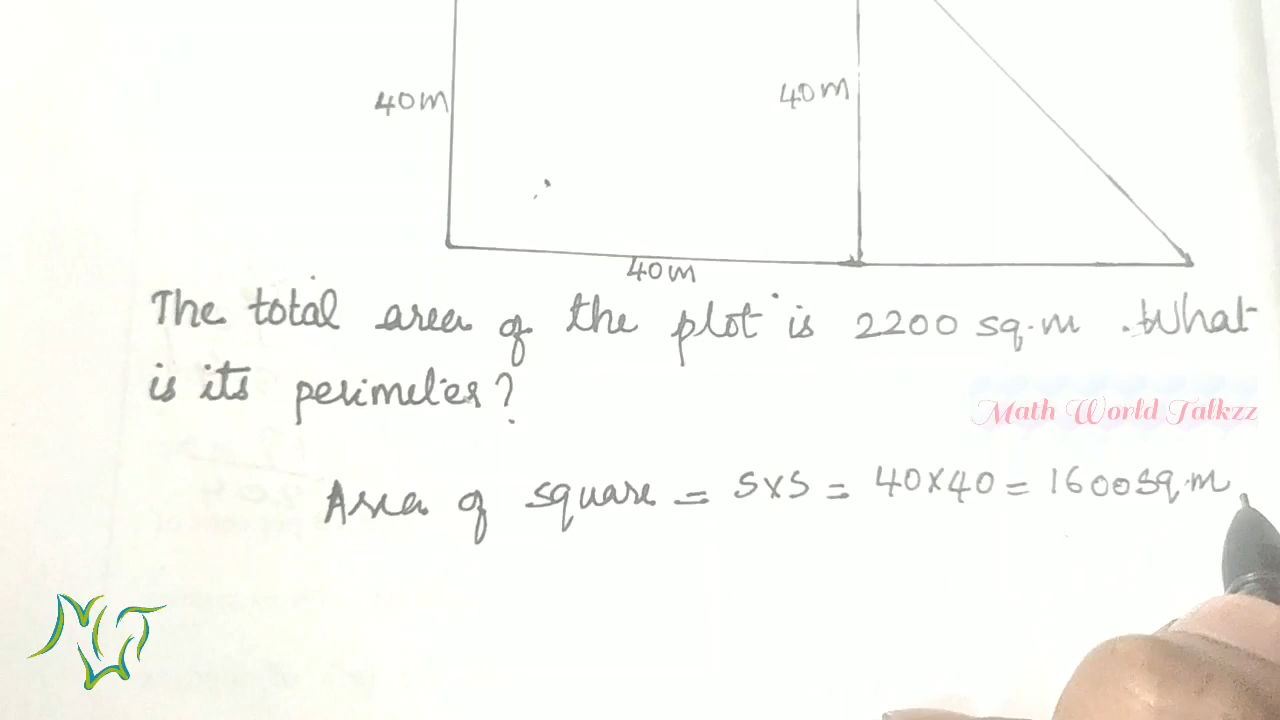 40m
40m
40m
The total area of the plot is 2200 sq.m. What
is its perimeter?
Math World Talkzz
Area of square = S×S = 40×40 = 1600sq.m
MT